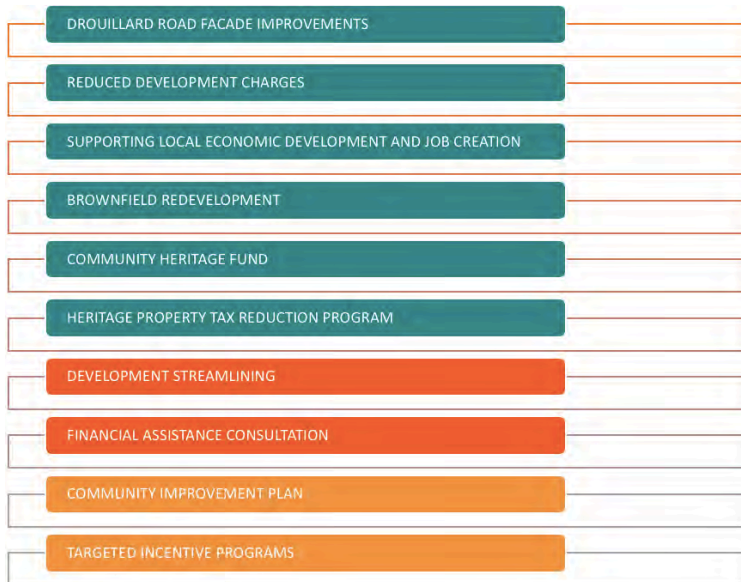 DROUILLARD ROAD FACADE IMPROVEMENTS
REDUCED DEVELOPMENT CHARGES
SUPPORTING LOCAL ECONOMIC DEVELOPMENT AND JOB CREATION
BROWNFIELD REDEVELOPMENT
COMMUNITY HERITAGE FUND
HERITAGE PROPERTY TAX REDUCTION PROGRAM
DEVELOPMENT STREAMLINING
FINANCIAL ASSISTANCE CONSULTATION
COMMUNITY IMPROVEMENT PLAN
TARGETED INCENTIVE PROGRAMS